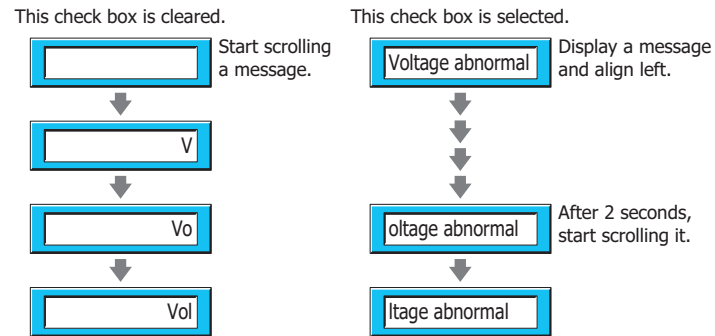 This check box is cleared.
Start scrolling
a message.
V
Vo
Vol
This check box is selected.
Voltage abnormal
Display a message
and align left.
oltage abnormal
After 2 seconds,
start scrolling it.
ltage abnormal